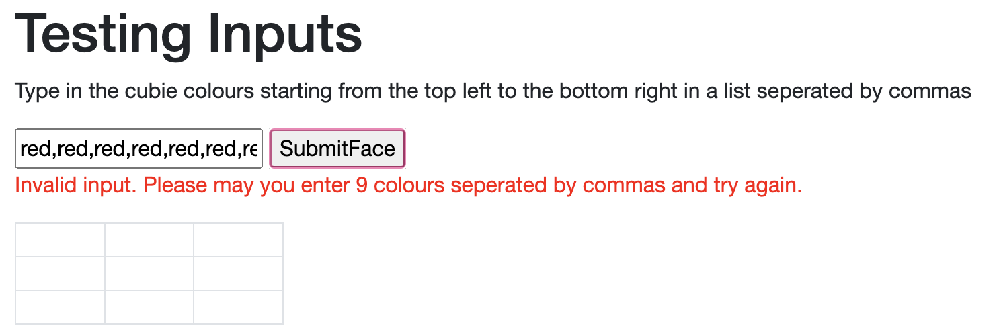 Testing Inputs
Type in the cubie colours starting from the top left to the bottom right in a list seperated by commas
red,red,red,red,red,red,re SubmitFace
Invalid input. Please may you enter 9 colours seperated by commas and try again.